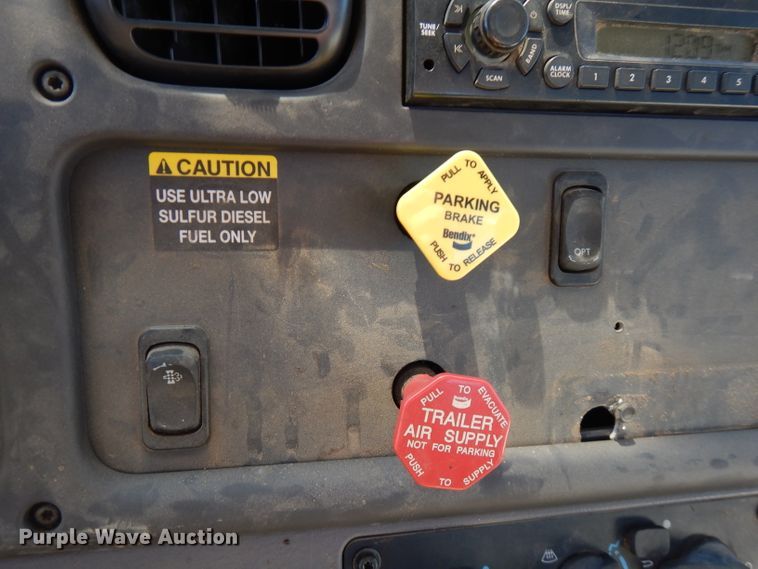 TUNE/
SEEK
SCAN
BAND
DSPL/
TIME
ALARM
CLOCK
1
2
3
4
5
CAUTION
USE ULTRA LOW
SULFUR DIESEL
FUEL ONLY
PULL TO APPLY
PARKING
BRAKE
Bendix
PUSH TO RELEASE
OPT
PULL TO EVACUATE
Bendix
TRAILER
AIR SUPPLY
NOT FOR PARKING
PUSH TO SUPPLY
Purple Wave Auction